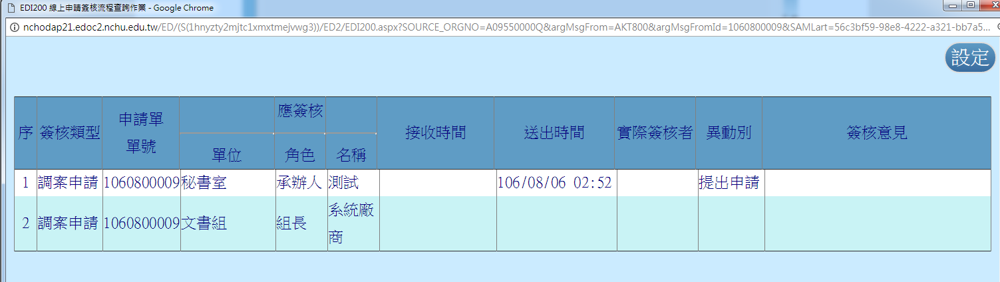 EDI200 線上申請簽核流程查詢作業 - Google Chrome
nchodap21.edoc2.nchu.edu.tw/ED/(S(1hnyzty2mjtc1xmxtmejvwg3))/ED2/EDI200.aspx?SOURCE_ORGNO=A09550000Q&argMsgFrom=AKT800&argMsgFromId=1060800009&SAMLart=56c3bf59-98e8-4222-a321-bb7a5...
設定
序 簽核類型 申請單 單號 應簽核 接收時間 送出時間 實際簽核者 異動別 簽核意見
單位 角色 名稱
1 調案申請 1060800009 秘書室 承辦人 測試 106/08/06 02:52 提出申請
2 調案申請 1060800009 文書組 組長 系統廠商